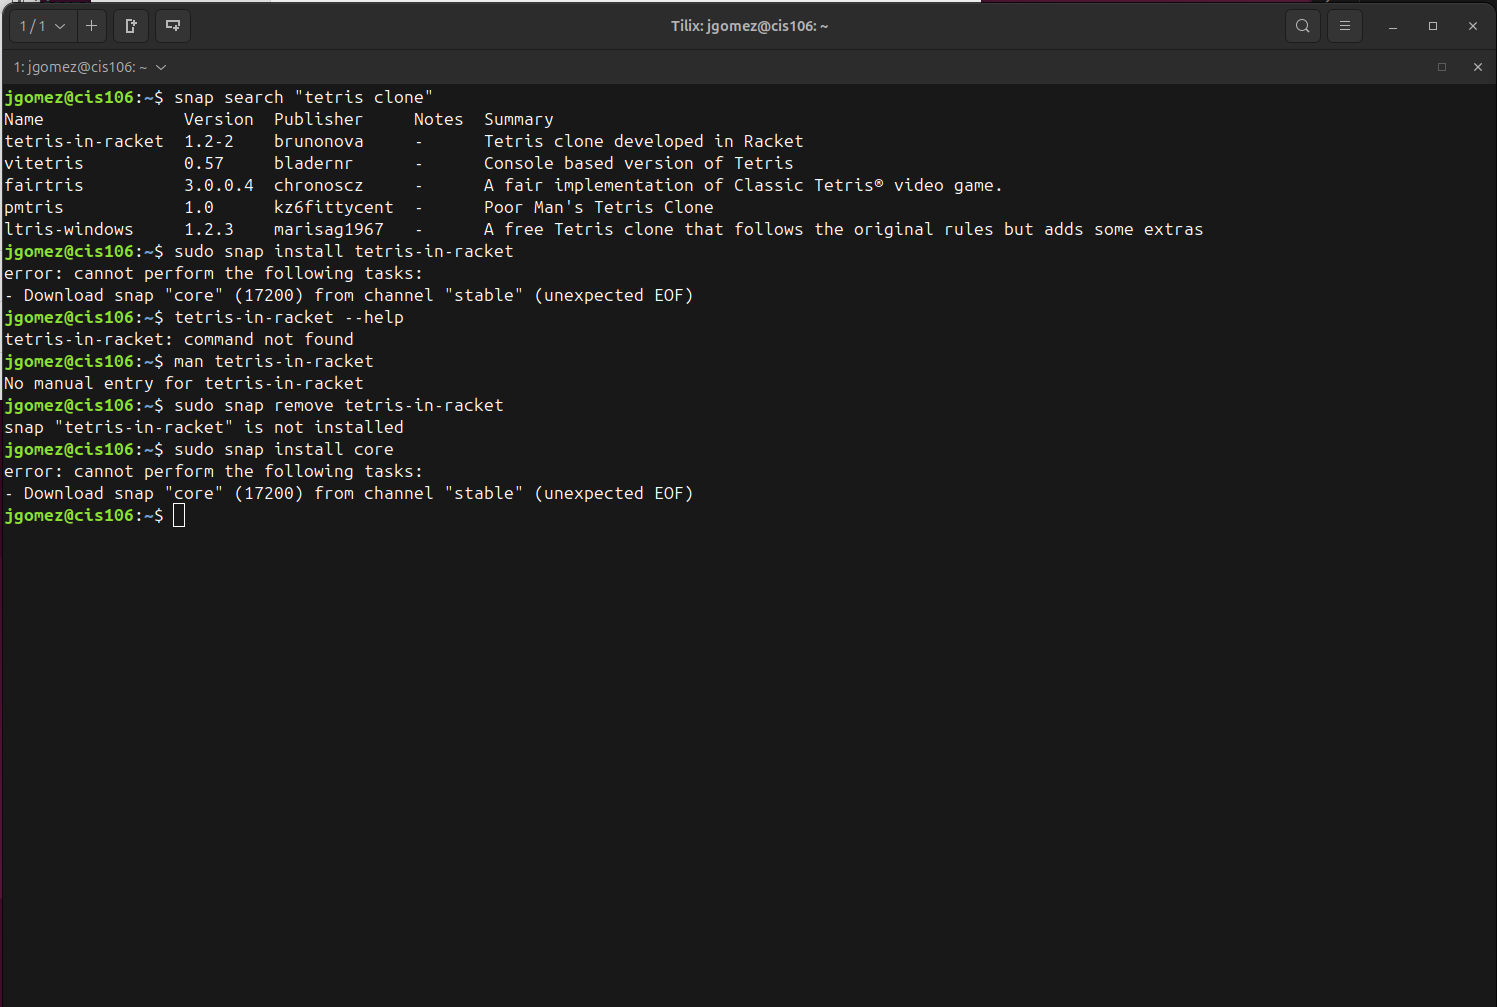 1 / 1
Tilix: jgomez@cis106: ~
1: jgomez@cis106: ~
jgomez@cis106:~$ snap search "tetris clone"
Name              Version  Publisher     Notes  Summary
tetris-in-racket  1.2-2    brunonova     -      Tetris clone developed in Racket
vitetris          0.57     bladernr      -      Console based version of Tetris
fairtris          3.0.0.4  chronoscz     -      A fair implementation of Classic Tetris® video game.
pmtris            1.0      kz6fittycent  -      Poor Man's Tetris Clone
ltris-windows     1.2.3    marisag1967   -      A free Tetris clone that follows the original rules but adds some extras
jgomez@cis106:~$ sudo snap install tetris-in-racket
error: cannot perform the following tasks:
- Download snap "core" (17200) from channel "stable" (unexpected EOF)
jgomez@cis106:~$ tetris-in-racket --help
tetris-in-racket: command not found
jgomez@cis106:~$ man tetris-in-racket
No manual entry for tetris-in-racket
jgomez@cis106:~$ sudo snap remove tetris-in-racket
snap "tetris-in-racket" is not installed
jgomez@cis106:~$ sudo snap install core
error: cannot perform the following tasks:
- Download snap "core" (17200) from channel "stable" (unexpected EOF)
jgomez@cis106:~$